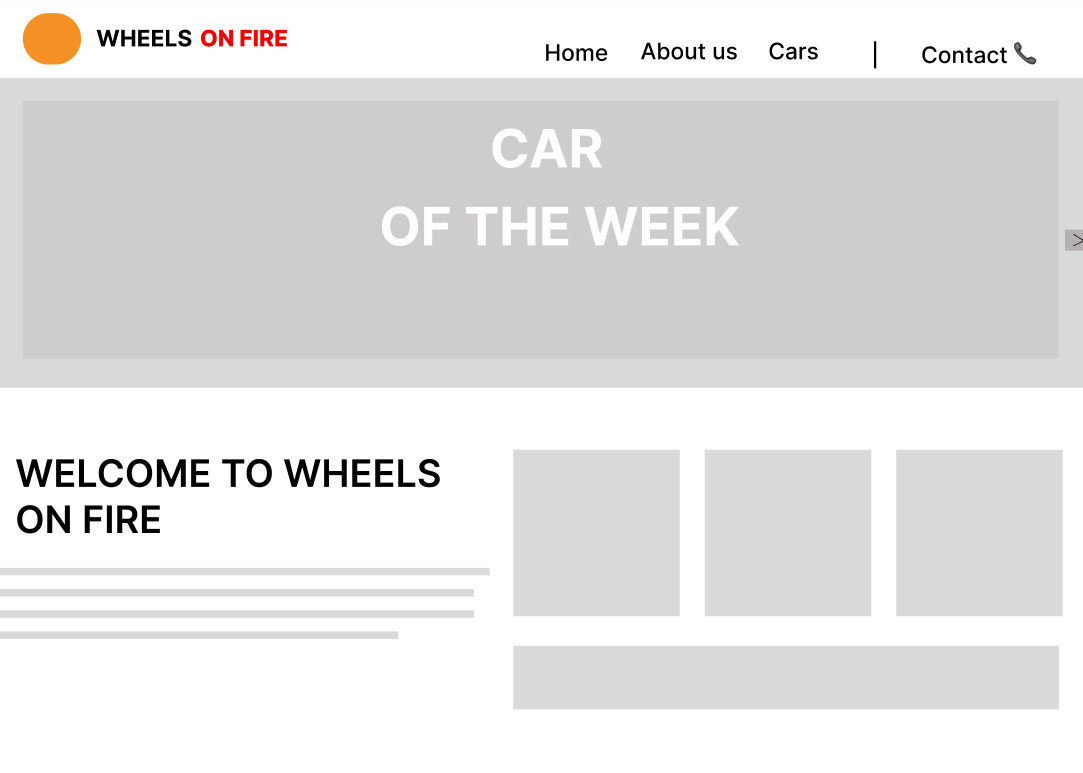 WHEELS ON FIRE
Home About us Cars | Contact 📞
CAR
OF THE WEEK
>
WELCOME TO WHEELS
ON FIRE